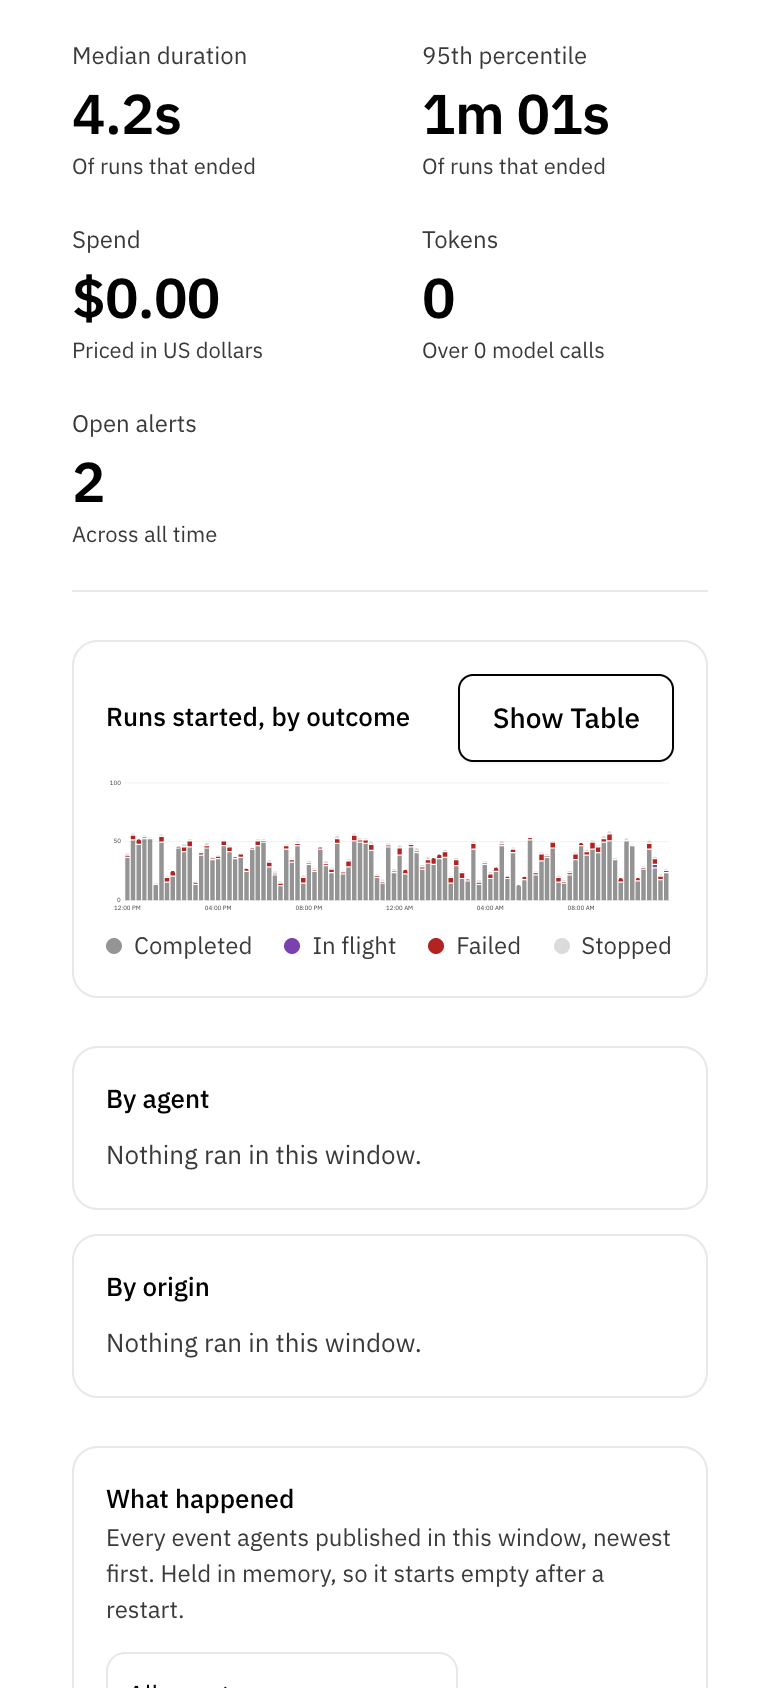 Median duration
95th percentile
4.2s
1m 01s
Of runs that ended
Of runs that ended
Spend
Tokens
$0.00
0
Priced in US dollars
Over 0 model calls
Open alerts
2
Across all time
Runs started, by outcome
Show Table
100
50
0
12:00 PM
04:00 PM
08:00 PM
12:00 AM
04:00 AM
08:00 AM
Completed
In flight
Failed
Stopped
By agent
Nothing ran in this window.
By origin
Nothing ran in this window.
What happened
Every event agents published in this window, newest
first. Held in memory, so it starts empty after a
restart.